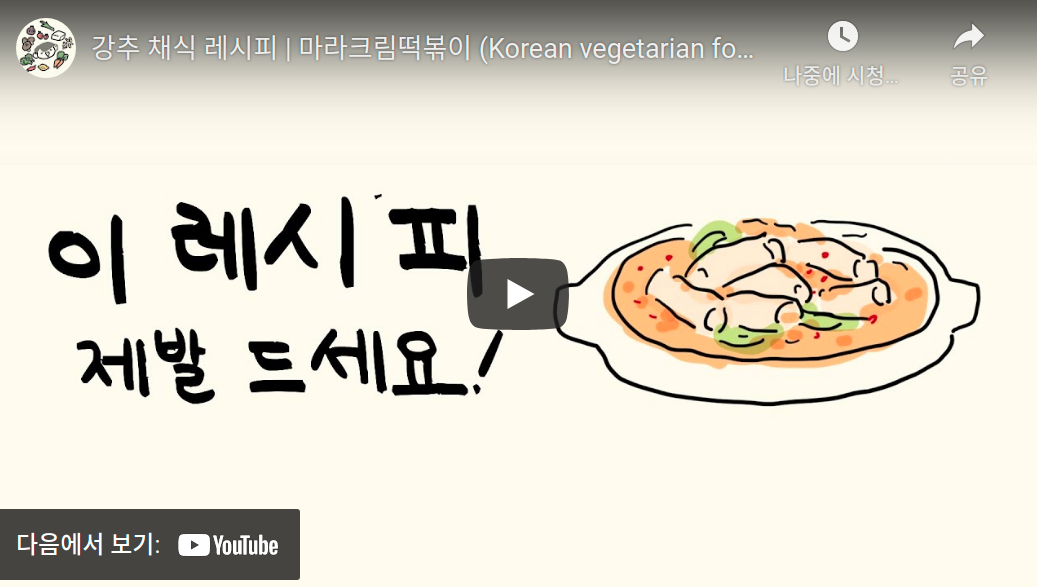 강추 채식 레시피 | 마라크림떡볶이 (Korean vegetarian fo...
나중에 시청...
공유
이 레시피
제발 드세요!
다음에서 보기: YouTube